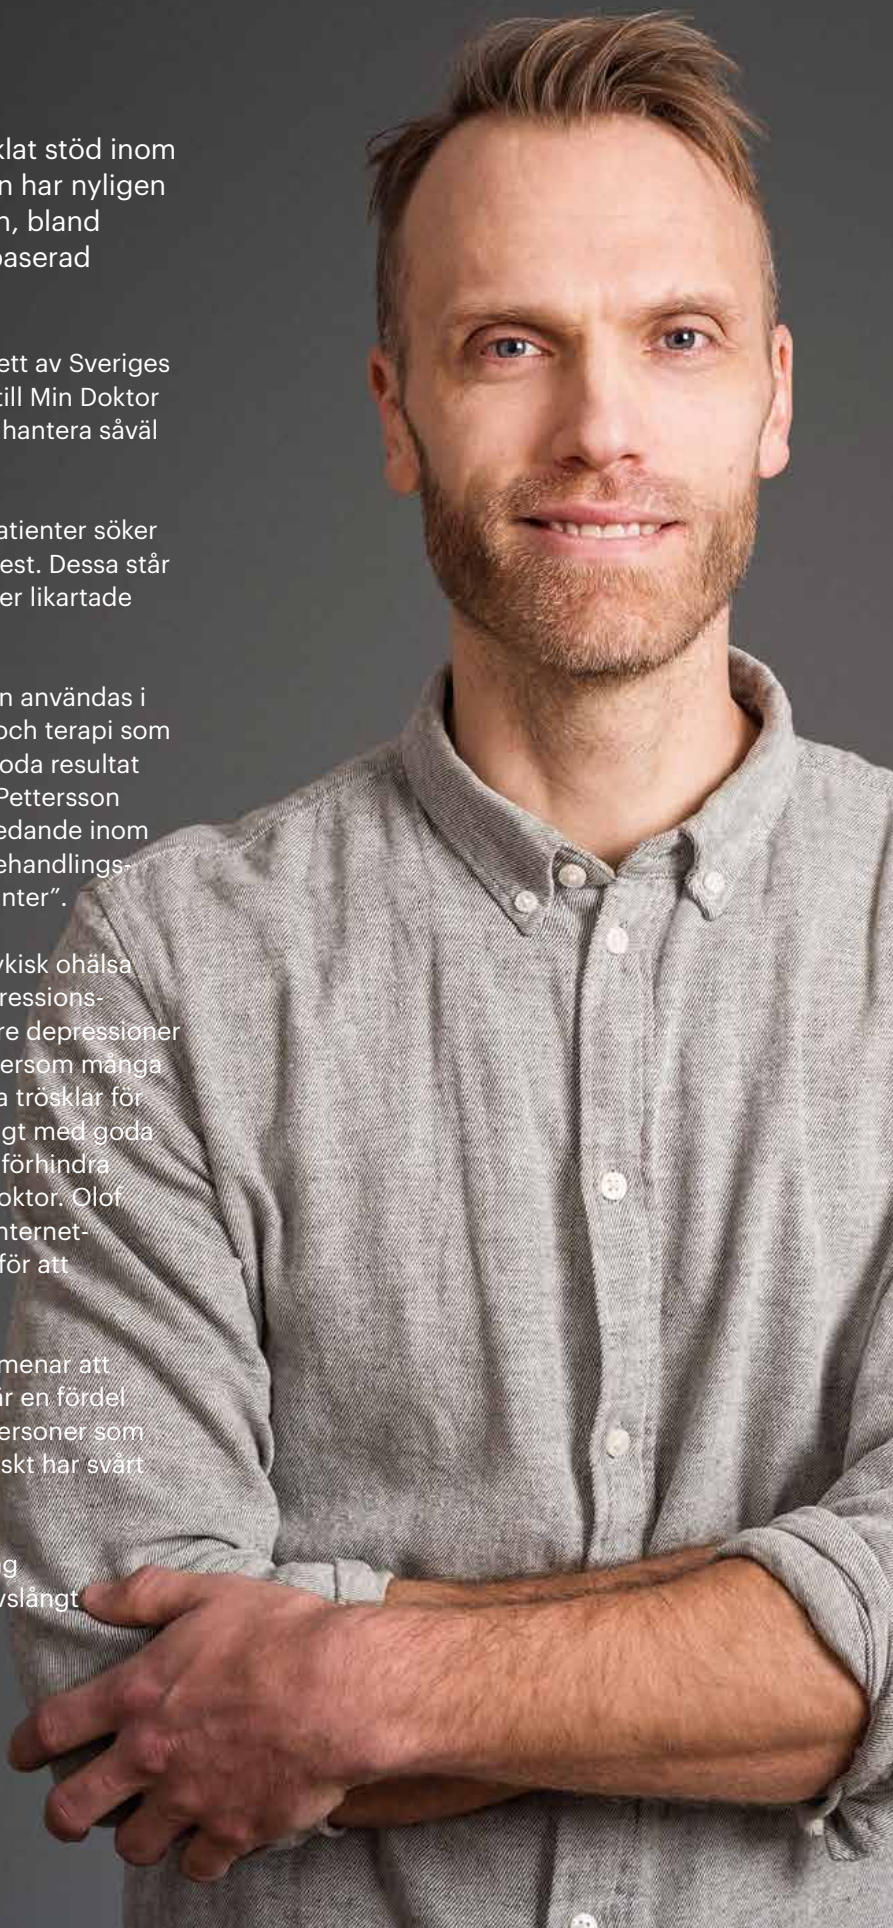 klat stöd inom
n har nyligen
n, bland
baserad
ett av Sveriges
till Min Doktor
hantera såväl
atienter söker
est. Dessa står
er likartade
n användas i
och terapi som
oda resultat
Pettersson
edande inom
ehandlings-
nter”.
ykisk ohälsa
ressions-
re depressioner
ersom många
a trösklar för
gt med goda
förhindra
oktor. Olof
nternet-
för att
menar att
är en fördel
ersoner som
skt har svårt
g
vslångt